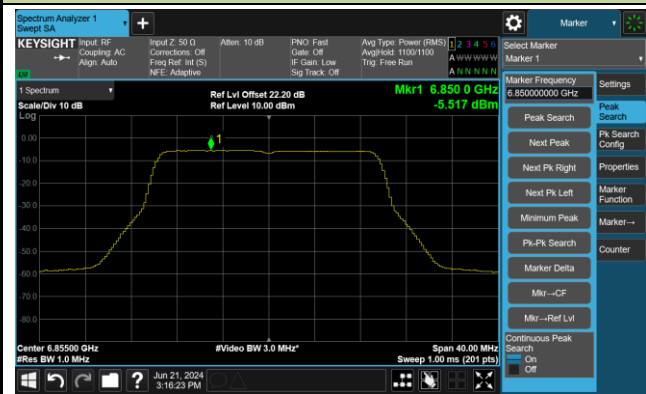 Spectrum Analyzer 1
Swept SA
Marker
KEYSIGHT
Input: RF
Coupling: AC
Align: Auto
Input Z: 50 Ω
Corrections: Off
Freq Ref: Int (S)
NFE: Adaptive
Atten: 10 dB
PNO: Fast
Gate: Off
IF Gain: Low
Sig Track: Off
Avg Type: Power (RMS)
Avg|Hold: 1100/1100
Trig: Free Run
1 2 3 4 5 6
A W W W W W
A N N N N N
Select Marker
Marker 1
1 Spectrum
Scale/Div 10 dB
Log
Ref Lvl Offset 22.20 dB
Ref Level 10.00 dBm
Mkr1 6.850 0 GHz
-5.517 dBm
0.00
-10.0
-20.0
-30.0
-40.0
-50.0
-60.0
-70.0
-80.0
1
Center 6.85500 GHz
#Res BW 1.0 MHz
#Video BW 3.0 MHz*
Span 40.00 MHz
Sweep 1.00 ms (201 pts)
Marker Frequency
6.850000000 GHz
Peak Search
Next Peak
Next Pk Right
Next Pk Left
Minimum Peak
Pk-Pk Search
Marker Delta
Mkr→CF
Mkr→Ref Lvl
Continuous Peak
Search
On
Off
Settings
Peak
Search
Pk Search
Config
Properties
Marker
Function
Marker→
Counter
Jun 21, 2024
3:16:23 PM